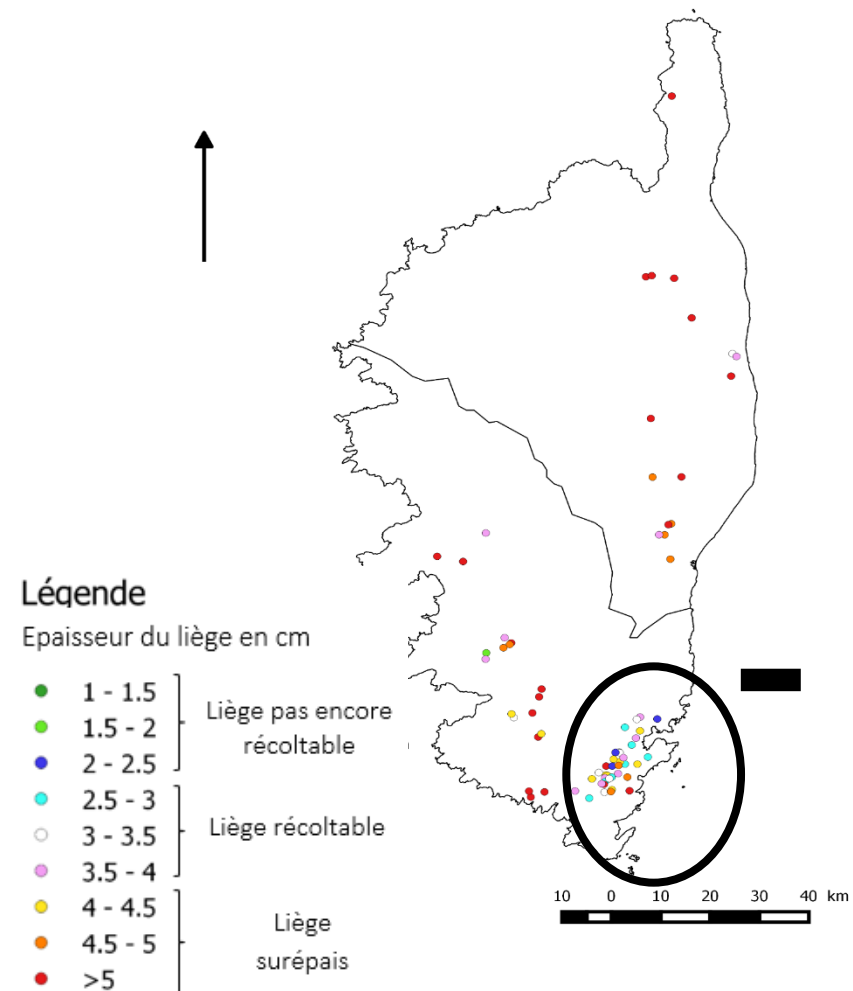 Légende
Epaisseur du liège en cm
1 - 1.5
1.5 - 2
2 - 2.5
Liège pas encore
récoltable
2.5 - 3
3 - 3.5
3.5 - 4
Liège récoltable
4 - 4.5
4.5 - 5
>5
Liège
surépais
10 0 10 20 30 40 km